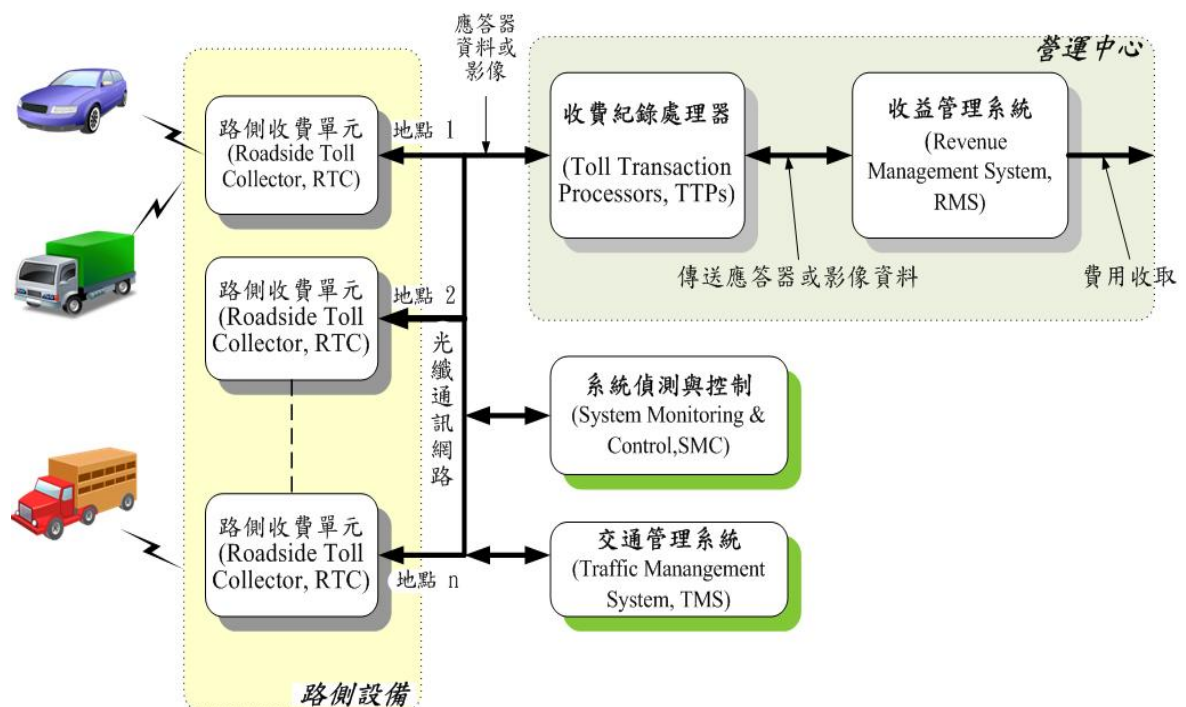 應答器
資料或
影像
營運中心
路側收費單元
(Roadside Toll
Collector, RTC)
地點 1
收費紀錄處理器
(Toll Transaction
Processors, TTPs)
收益管理系統
(Revenue
Management System,
RMS)
傳送應答器或影像資料
費用收取
路側收費單元
(Roadside Toll
Collector, RTC)
地點 2
光纖通訊網路
系統偵測與控制
(System Monitoring &
Control,SMC)
路側收費單元
(Roadside Toll
Collector, RTC)
地點 n
交通管理系統
(Traffic Manangement
System, TMS)
路側設備